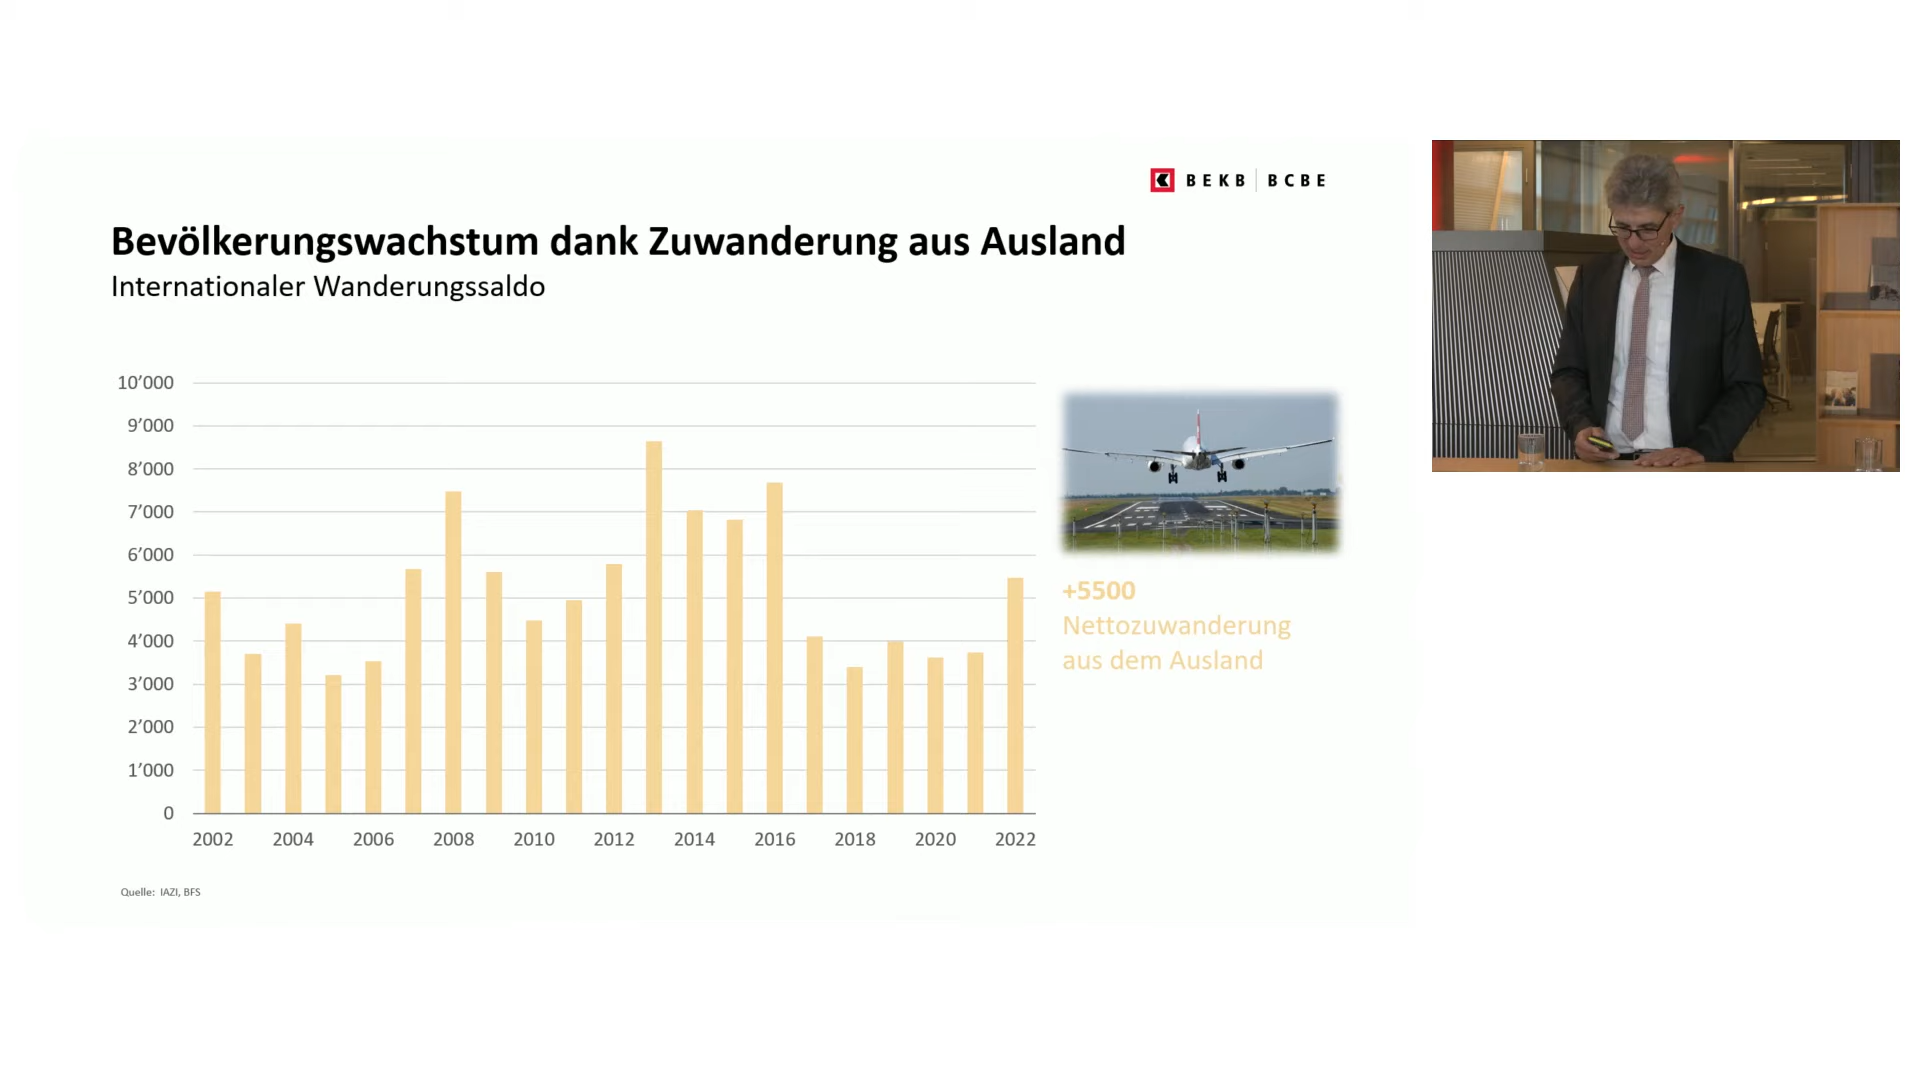 BEKB | BCBE
Bevölkerungswachstum dank Zuwanderung aus Ausland
Internationaler Wanderungssaldo
10’000
9’000
8’000
7’000
6’000
5’000
4’000
3’000
2’000
1’000
0
2002 2004 2006 2008 2010 2012 2014 2016 2018 2020 2022
+5500
Nettozuwanderung
aus dem Ausland
Quelle: IAZI, BFS